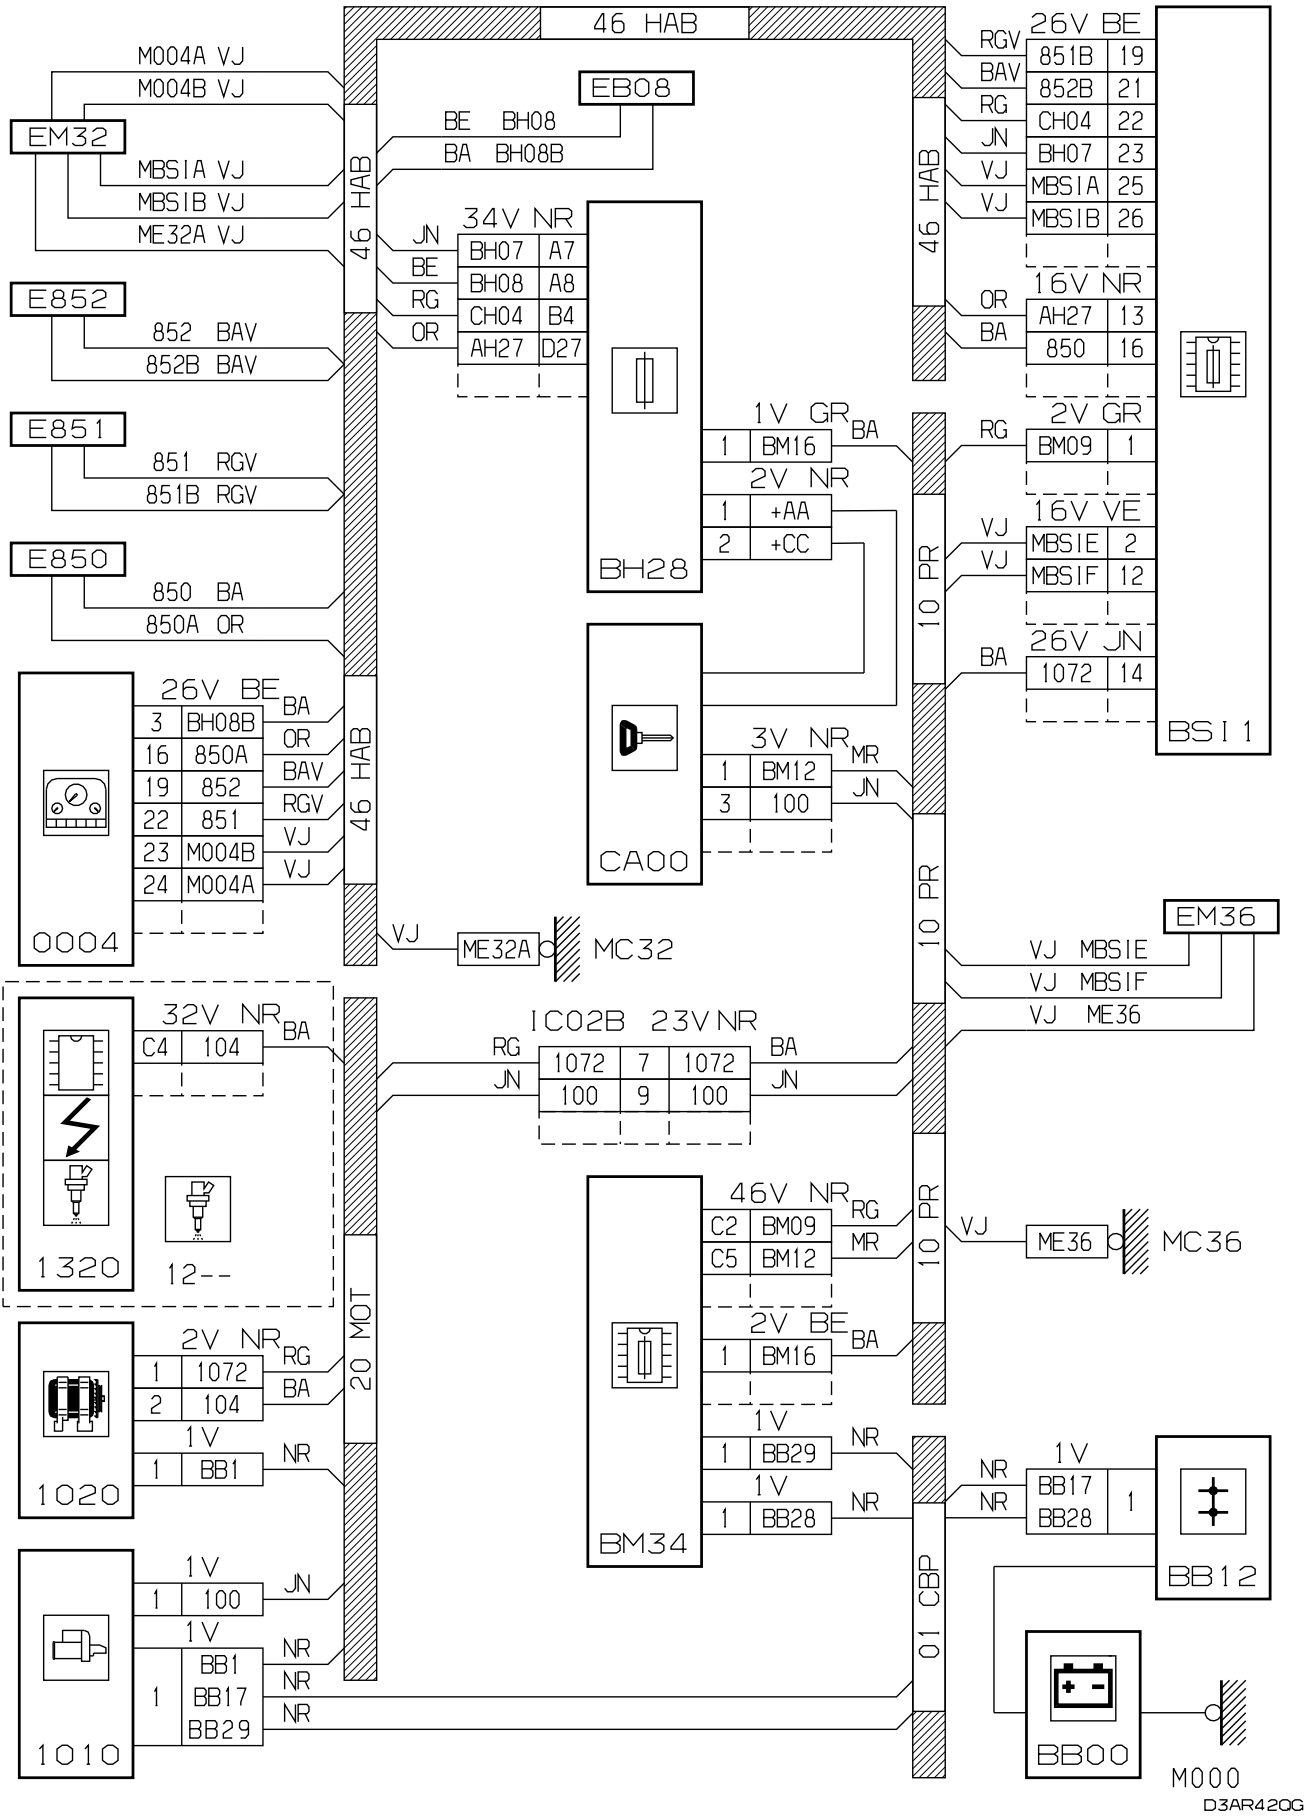 46 HAB
M004A VJ
M004B VJ
EM32
MBSIA VJ
MBSIB VJ
ME32A VJ
E852
852 BAV
852B BAV
E851
851 RGV
851B RGV
E850
850 BA
850A OR
46 HAB
EB08
BE BH08
BA BH08B
34V NR
JN BH07 A7
BE BH08 A8
RG CH04 B4
OR AH27 D27
1V GR
1 BM16 BA
2V NR
1 +AA
2 +CC
BH28
46 HAB
26V BE
RGV 851B 19
BAV 852B 21
RG CH04 22
JN BH07 23
VJ MBSIA 25
VJ MBSIB 26
16V NR
OR AH27 13
BA 850 16
2V GR
RG BM09 1
16V VE
VJ MBSIE 2
VJ MBSIF 12
26V JN
BA 1072 14
BSI1
10 PR
26V BE
3 BH08B BA
16 850A OR
19 852 BAV
22 851 RGV
23 M004B VJ
24 M004A VJ
0004
46 HAB
3V NR
1 BM12 MR
3 100 JN
CA00
10 PR
VJ ME32A MC32
EM36
VJ MBSIE
VJ MBSIF
VJ ME36
32V NR
C4 104 BA
1320
12--
IC02B 23V NR
RG 1072 7 1072 BA
JN 100 9 100 JN
46V NR
C2 BM09 RG
C5 BM12 MR
2V BE
1 BM16 BA
1V
1 BB29 NR
1V
1 BB28 NR
BM34
10 PR
VJ ME36 MC36
20 MOT
2V NR
1 1072 RG
2 104 BA
1V
1 BB1 NR
1020
1V
NR BB17
NR BB28
1
BB12
1V
1 100 JN
1V
BB1 NR
1 BB17 NR
BB29 NR
1010
01 CBP
+ -
BB00
M000
D3AR42QG